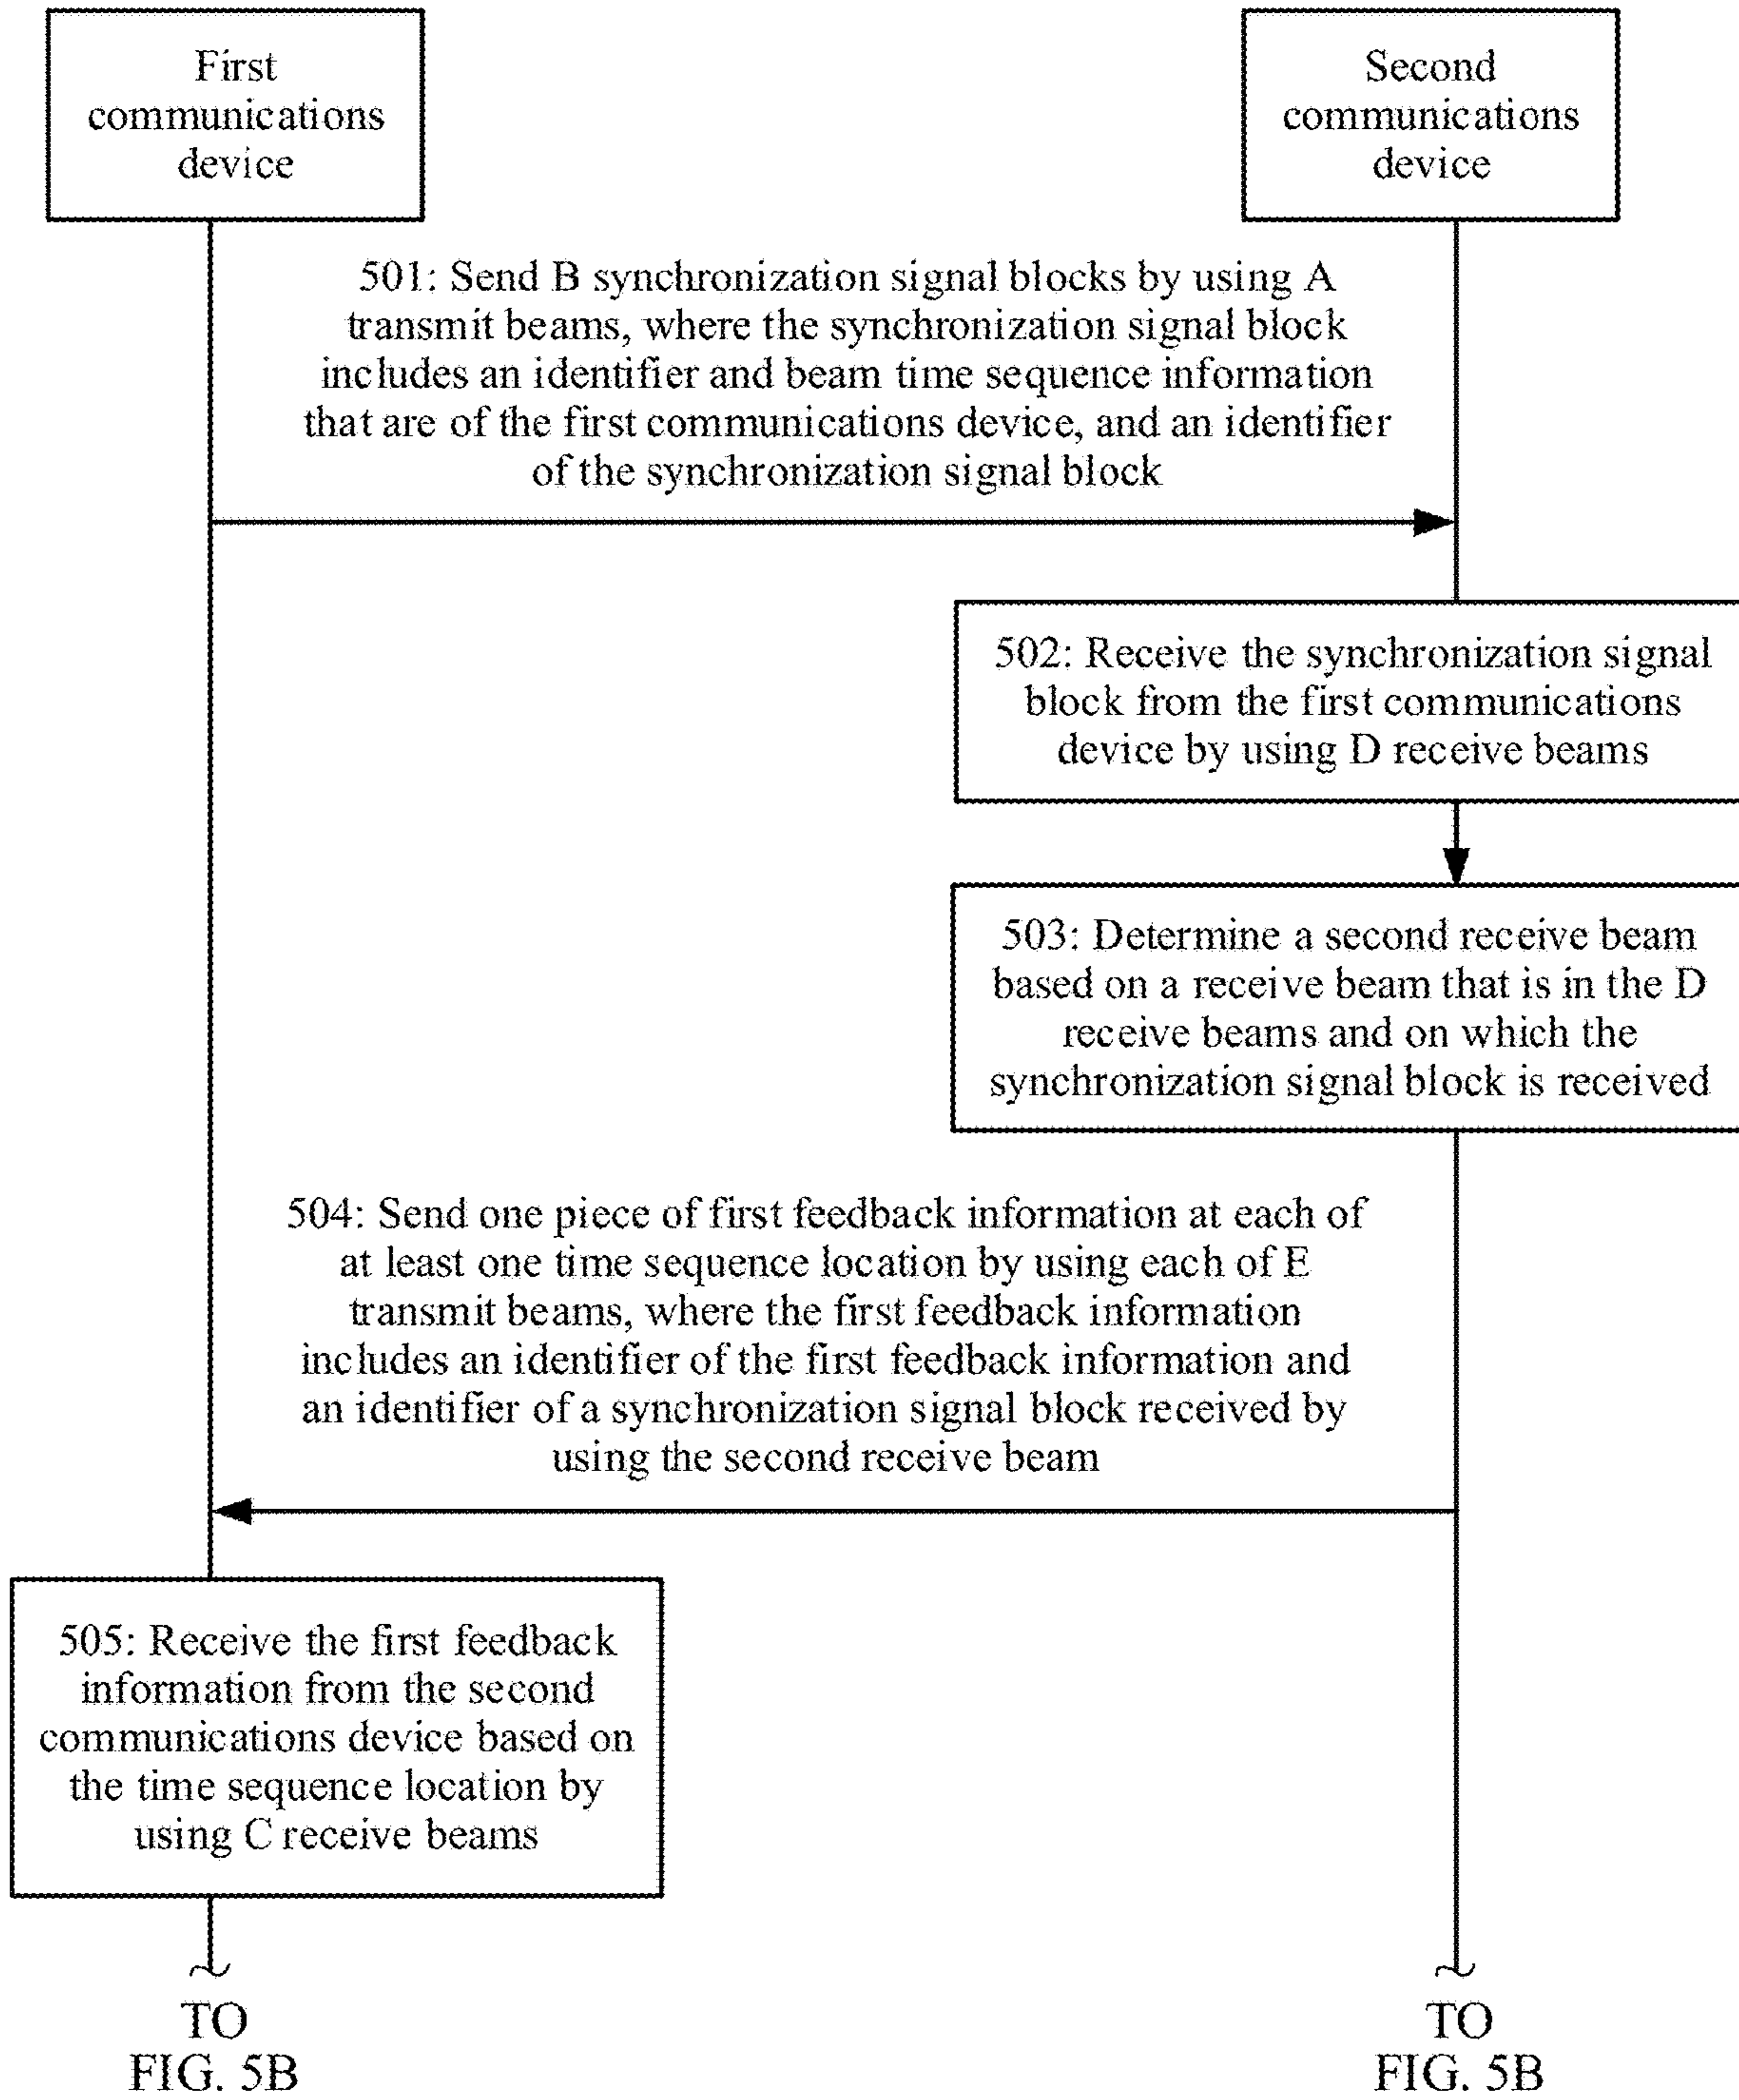 First
communications
device
Second
communications
device
501: Send B synchronization signal blocks by using A
transmit beams, where the synchronization signal block
includes an identifier and beam time sequence information
that are of the first communications device, and an identifier
of the synchronization signal block
502: Receive the synchronization signal
block from the first communications
device by using D receive beams
503: Determine a second receive beam
based on a receive beam that is in the D
receive beams and on which the
synchronization signal block is received
504: Send one piece of first feedback information at each of
at least one time sequence location by using each of E
transmit beams, where the first feedback information
includes an identifier of the first feedback information and
an identifier of a synchronization signal block received by
using the second receive beam
505: Receive the first feedback
information from the second
communications device based on
the time sequence location by
using C receive beams
TO
FIG. 5B
TO
FIG. 5B